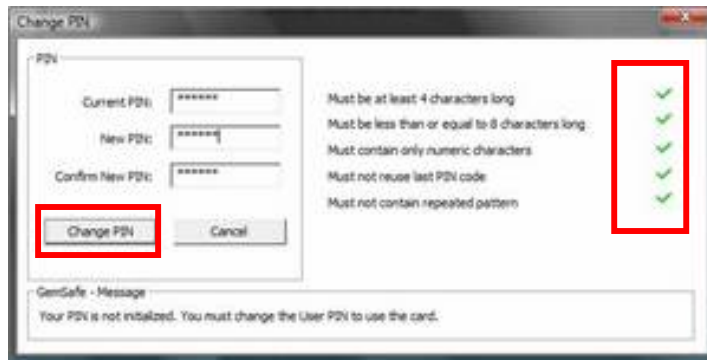 Change PIN
PIN
Current PIN: ******
New PIN: ******
Confirm New PIN: ******
Change PIN
Cancel
Must be at least 4 characters long
Must be less than or equal to 8 characters long
Must contain only numeric characters
Must not reuse last PIN code
Must not contain repeated pattern
GemSafe - Message
Your PIN is not initialized. You must change the User PIN to use the card.